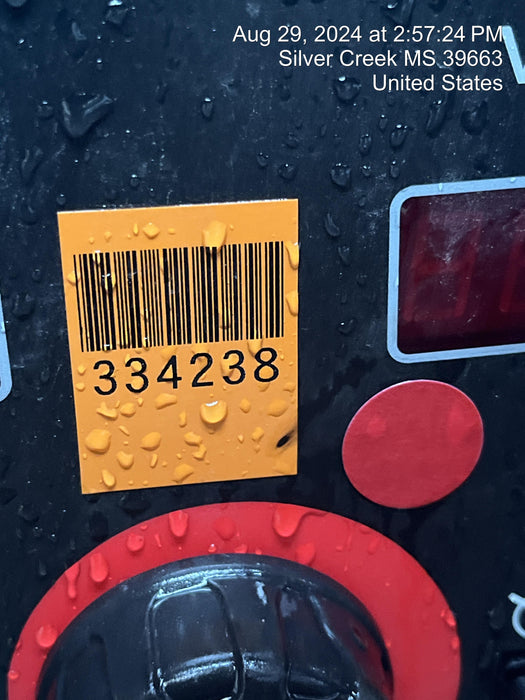 Aug 29, 2024 at 2:57:24 PM
Silver Creek MS 39663
United States
334238